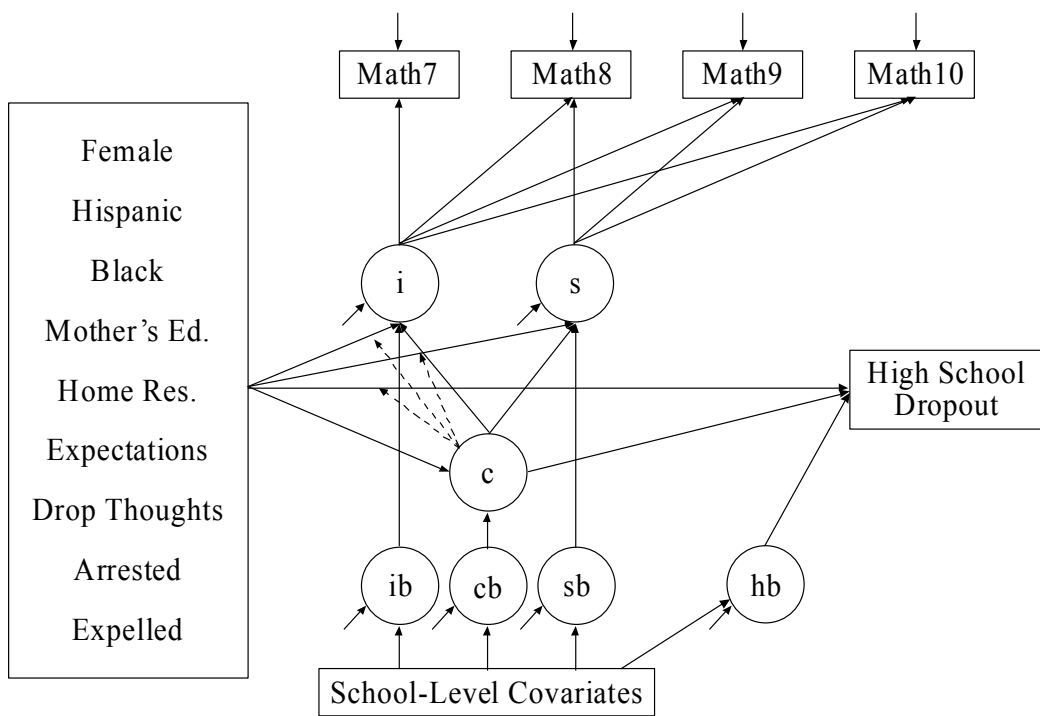 Math7
Math8
Math9
Math10
Female
Hispanic
Black
Mother's Ed.
Home Res.
Expectations
Drop Thoughts
Arrested
Expelled
i
s
High School
Dropout
c
ib
cb
sb
hb
School-Level Covariates